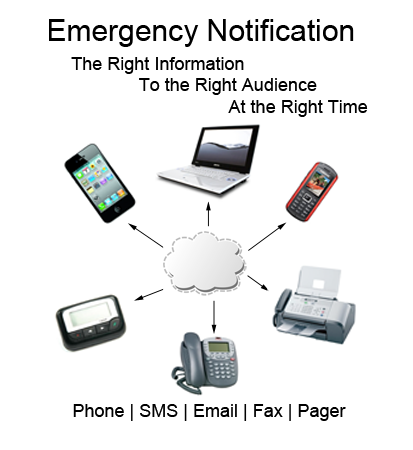 Emergency Notification
The Right Information
To the Right Audience
At the Right Time
Phone | SMS | Email | Fax | Pager